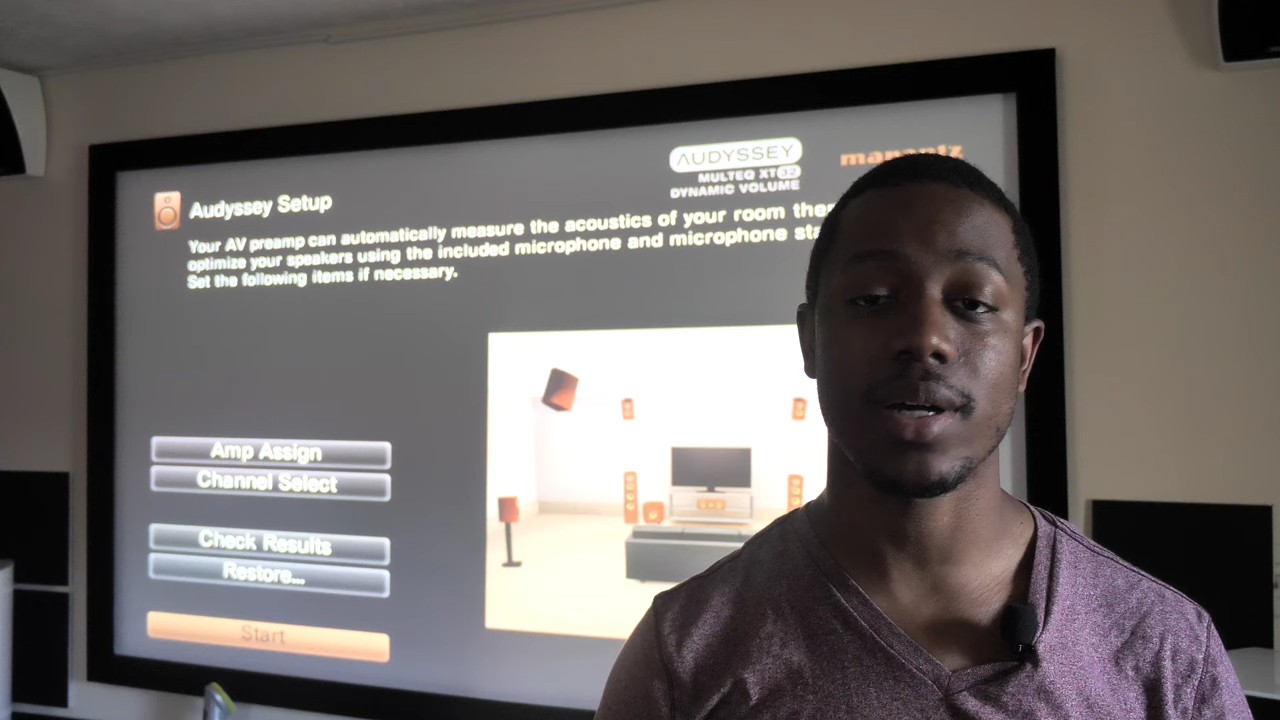 AUDYSSEY
MULTEQ XT32
DYNAMIC VOLUME
marantz
Audyssey Setup
Your AV preamp can automatically measure the acoustics of your room
optimize your speakers using the included microphone and microphone
Set the following items if necessary.
Amp Assign
Channel Select
Check Results
Restore...
Start